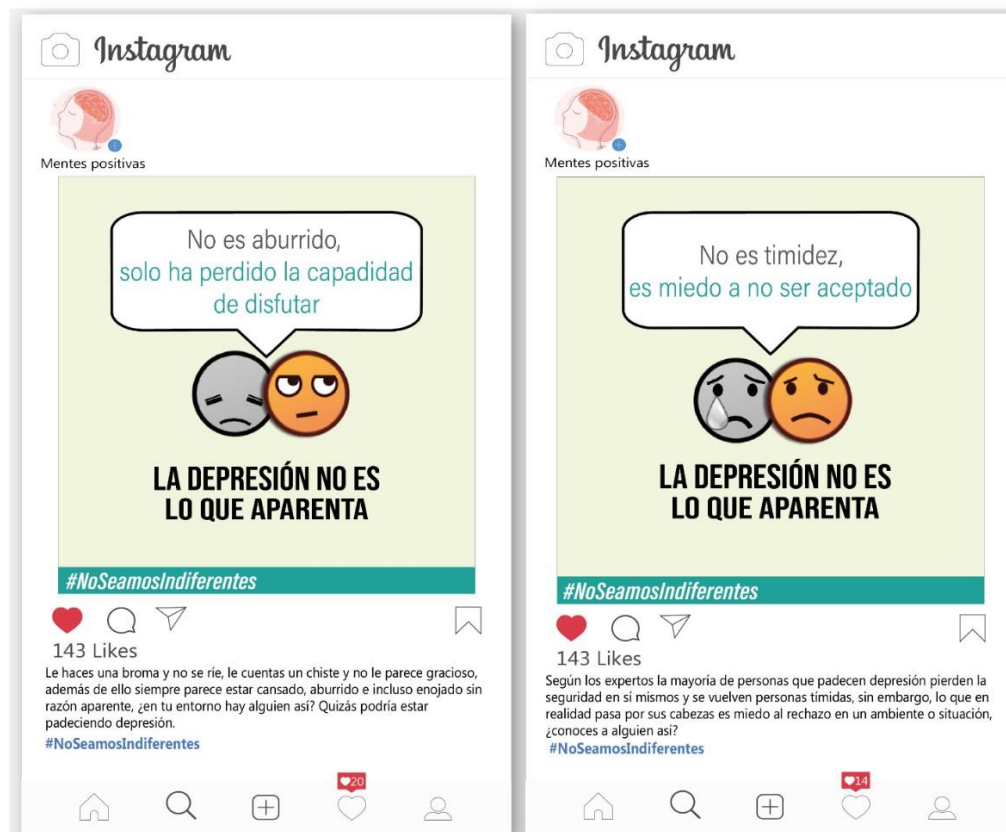 Instagram
Mentes positivas
No es aburrido,
solo ha perdido la capadidad
de disfutar
LA DEPRESIÓN NO ES
LO QUE APARENTA
#NoSeamosIndiferentes
143 Likes
Le haces una broma y no se ríe, le cuentas un chiste y no le parece gracioso,
además de ello siempre parece estar cansado, aburrido e incluso enojado sin
razón aparente, ¿en tu entorno hay alguien así? Quizás podría estar
padeciendo depresión.
#NoSeamosIndiferentes
20
Instagram
Mentes positivas
No es timidez,
es miedo a no ser aceptado
LA DEPRESIÓN NO ES
LO QUE APARENTA
#NoSeamosIndiferentes
143 Likes
Según los expertos la mayoría de personas que padecen depresión pierden la
seguridad en sí mismos y se vuelven personas tímidas, sin embargo, lo que en
realidad pasa por sus cabezas es miedo al rechazo en un ambiente o situación,
¿conoces a alguien así?
#NoSeamosIndiferentes
14